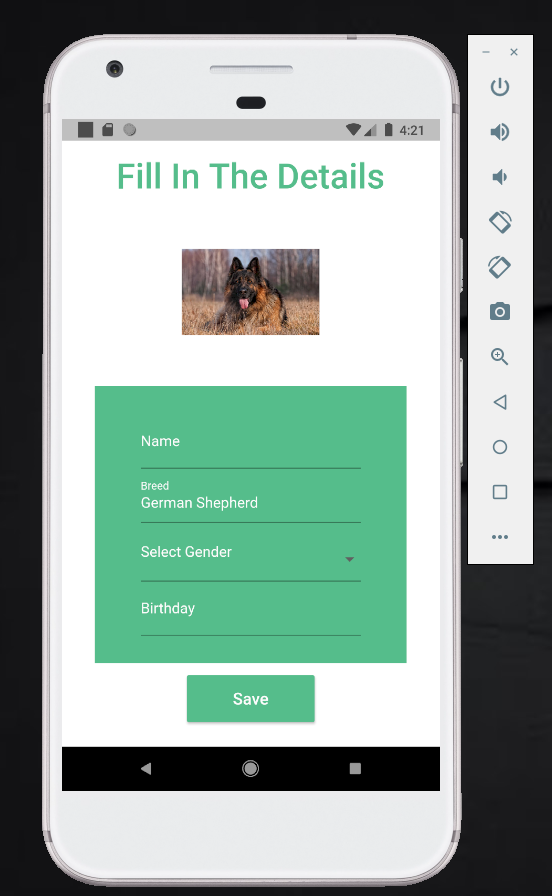 4:21
Fill In The Details
Name
Breed
German Shepherd
Select Gender
Birthday
Save